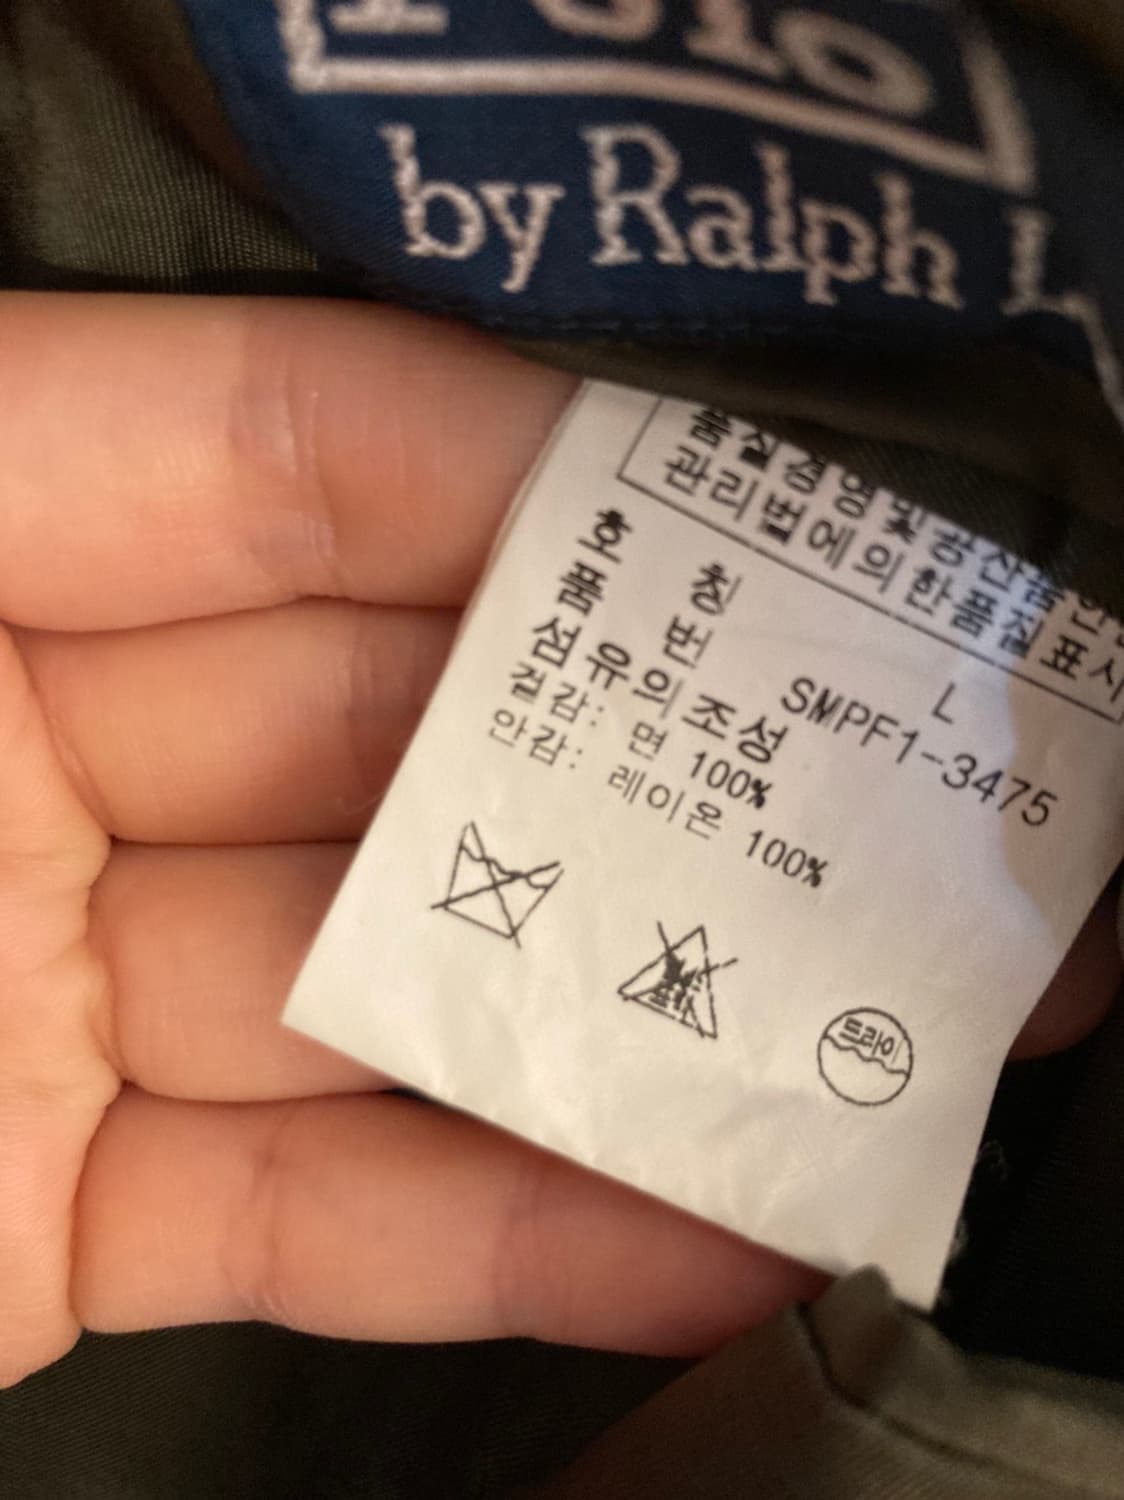 Polo
by Ralph L
품질경영및공산품안전
관리법에의한품질표시
호 칭 L
품 번 SMPF1-3475
섬유의조성
겉감: 면 100%
안감: 레이온 100%
드라이